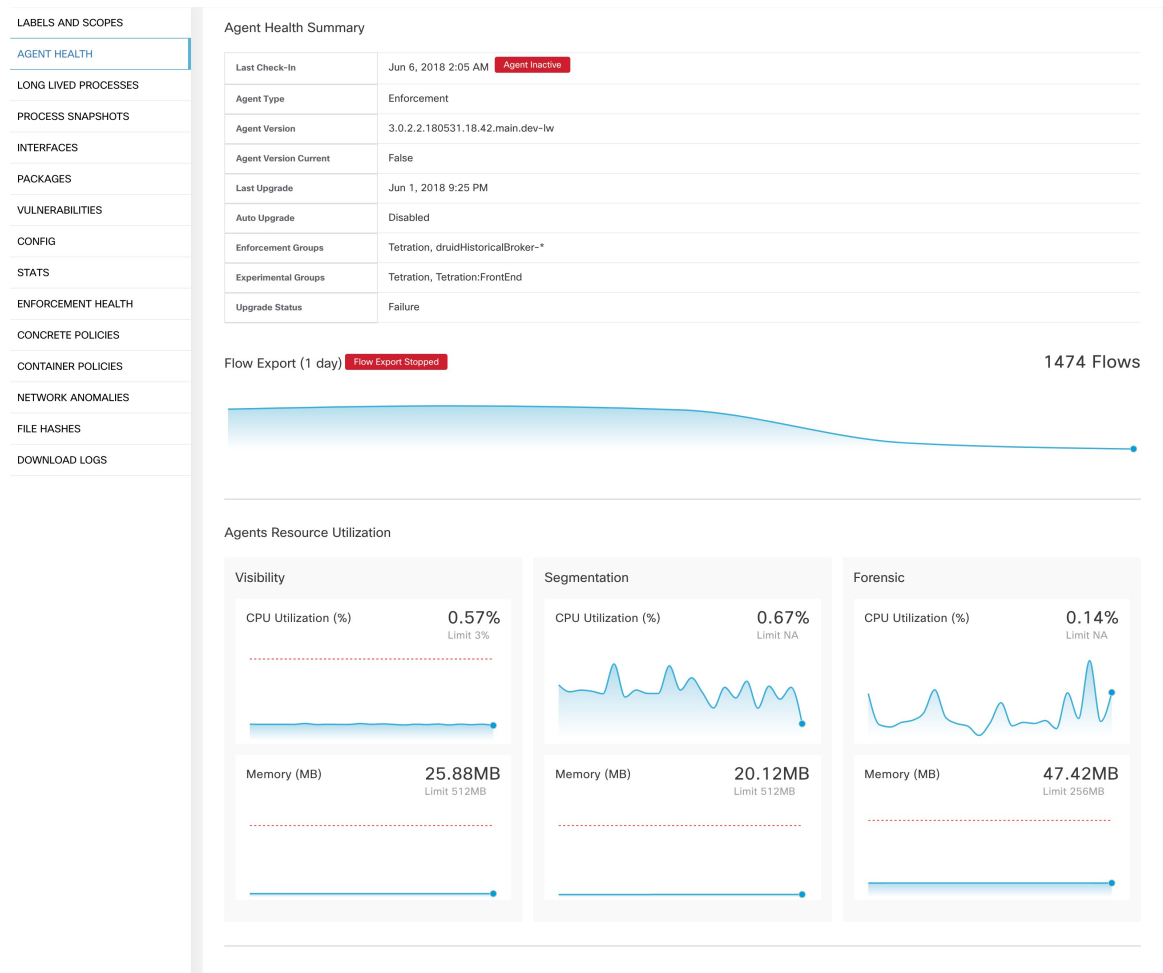 LABELS AND SCOPES
AGENT HEALTH
LONG LIVED PROCESSES
PROCESS SNAPSHOTS
INTERFACES
PACKAGES
VULNERABILITIES
CONFIG
STATS
ENFORCEMENT HEALTH
CONCRETE POLICIES
CONTAINER POLICIES
NETWORK ANOMALIES
FILE HASHES
DOWNLOAD LOGS
Agent Health Summary
Last Check-In Jun 6, 2018 2:05 AM Agent Inactive
Agent Type Enforcement
Agent Version 3.0.2.2.180531.18.42.main.dev-lw
Agent Version Current False
Last Upgrade Jun 1, 2018 9:25 PM
Auto Upgrade Disabled
Enforcement Groups Tetration, druidHistoricalBroker-*
Experimental Groups Tetration, Tetration:FrontEnd
Upgrade Status Failure
Flow Export (1 day) Flow Export Stopped 1474 Flows
Agents Resource Utilization
Visibility
CPU Utilization (%) 0.57%
Limit 3%
Memory (MB) 25.88MB
Limit 512MB
Segmentation
CPU Utilization (%) 0.67%
Limit NA
Memory (MB) 20.12MB
Limit 512MB
Forensic
CPU Utilization (%) 0.14%
Limit NA
Memory (MB) 47.42MB
Limit 256MB